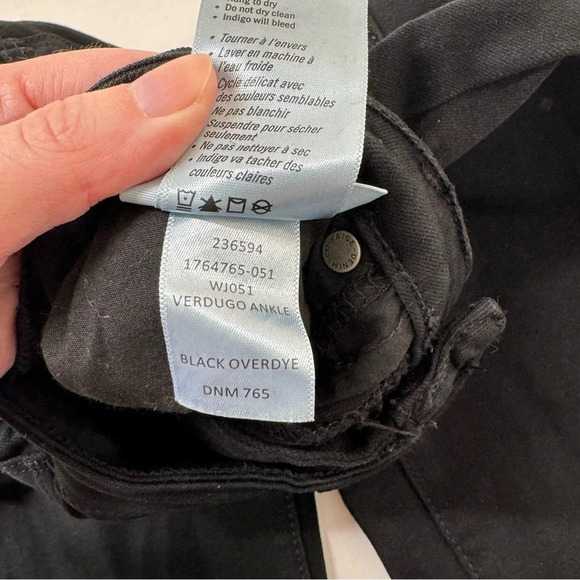 Hang to dry
• Do not dry clean
• Indigo will bleed
• Tourner à l'envers
• Laver en machine à
l'eau froide
Cycle délicat avec
des couleurs semblables
Ne pas blanchir
Suspendre pour sécher
seulement
• Ne pas nettoyer à sec
• Indigo va tacher des
couleurs claires
236594
1764765-051
WJ051
VERDUGO ANKLE
BLACK OVERDYE
DNM 765
PAIGE
DENIM